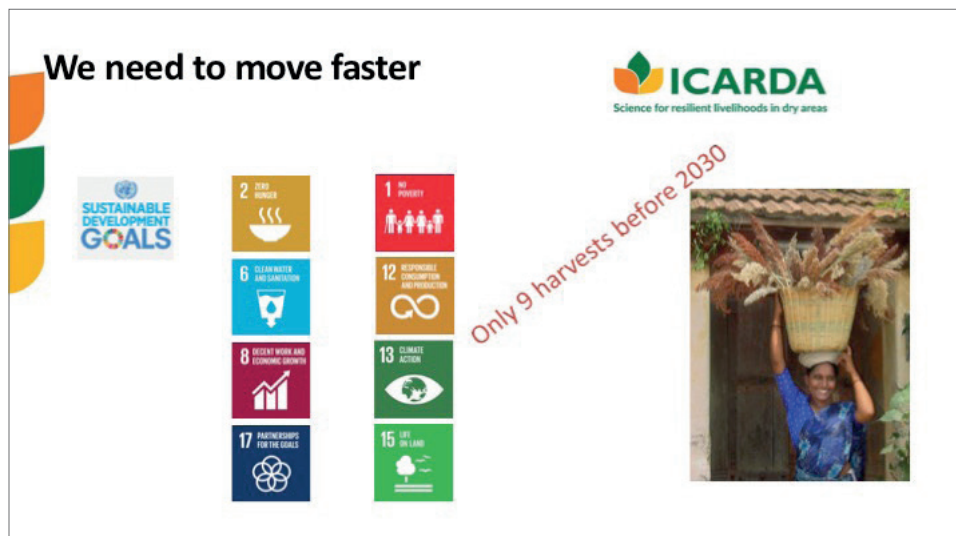 We need to move faster
ICARDA
Science for resilient livelihoods in dry areas
SUSTAINABLE
DEVELOPMENT
GOALS
2 ZERO
HUNGER
1 NO
POVERTY
6 CLEAN WATER
AND SANITATION
12 RESPONSIBLE
CONSUMPTION
AND PRODUCTION
8 DECENT WORK AND
ECONOMIC GROWTH
13 CLIMATE
ACTION
17 PARTNERSHIPS
FOR THE GOALS
15 LIFE
ON LAND
Only 9 harvests before 2030